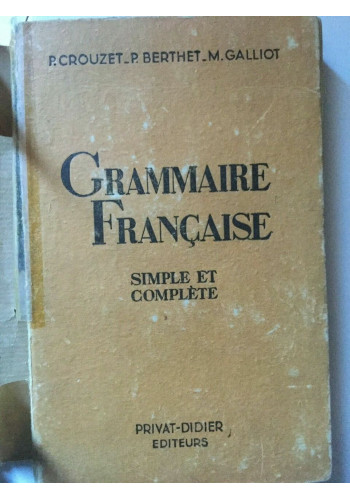 P. CROUZET_P. BERTHET_M. GALLIOT
GRAMMAIRE
FRANÇAISE
SIMPLE ET
COMPLÈTE
PRIVAT-DIDIER
EDITEURS